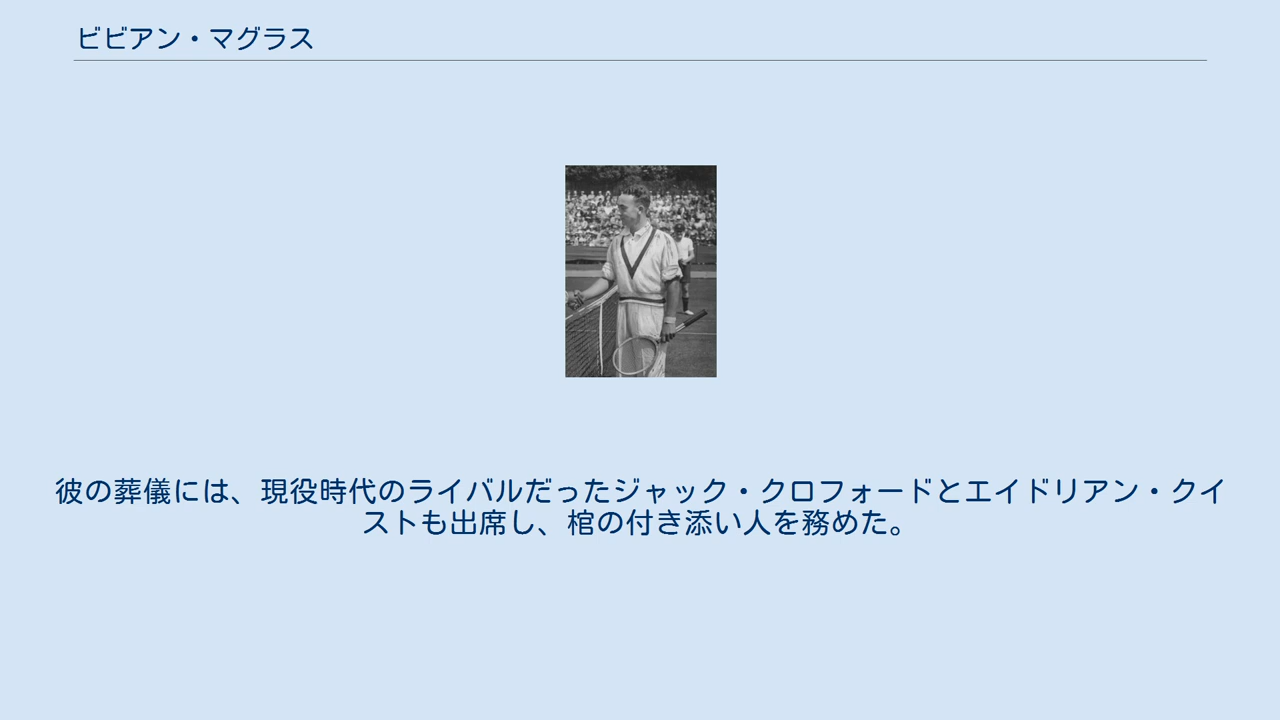 ビビアン・マグラス
彼の葬儀には、現役時代のライバルだったジャック・クロフォードとエイドリアン・クイ
ストも出席し、棺の付き添い人を務めた。